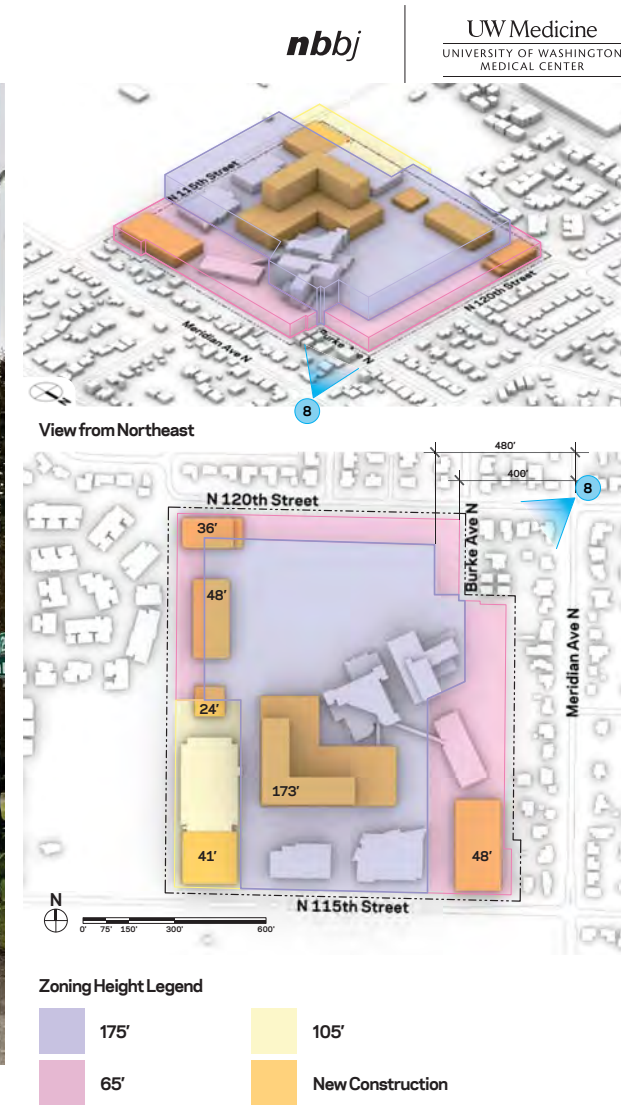 nbbj
UW Medicine
UNIVERSITY OF WASHINGTON
MEDICAL CENTER
N 115th Street
N 120th Street
Meridian Ave N
Burke Ave N
N
8
View from Northeast
480'
400'
8
N 120th Street
Burke Ave N
36'
48'
Meridian Ave N
24'
173'
41'
48'
N
N 115th Street
0' 75' 150' 300' 600'
Zoning Height Legend
175'
105'
65'
New Construction